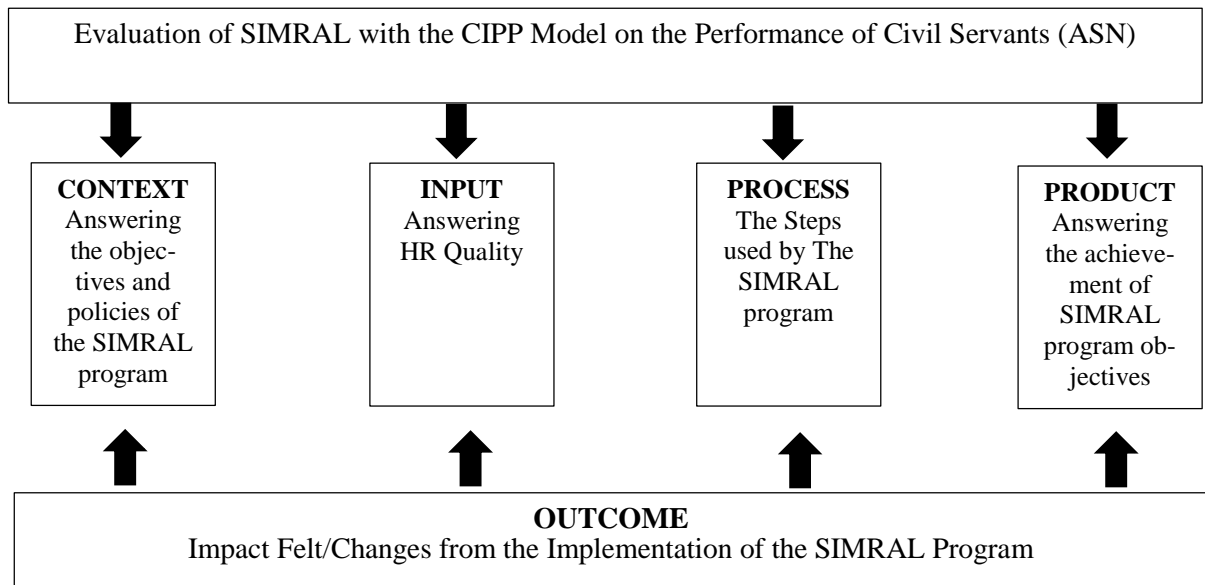 Evaluation of SIMRAL with the CIPP Model on the Performance of Civil Servants (ASN)
CONTEXT
Answering
the objec-
tives and
policies of
the SIMRAL
program
INPUT
Answering
HR Quality
PROCESS
The Steps
used by The
SIMRAL
program
PRODUCT
Answering
the achieve-
ment of
SIMRAL
program ob-
jectives
OUTCOME
Impact Felt/Changes from the Implementation of the SIMRAL Program